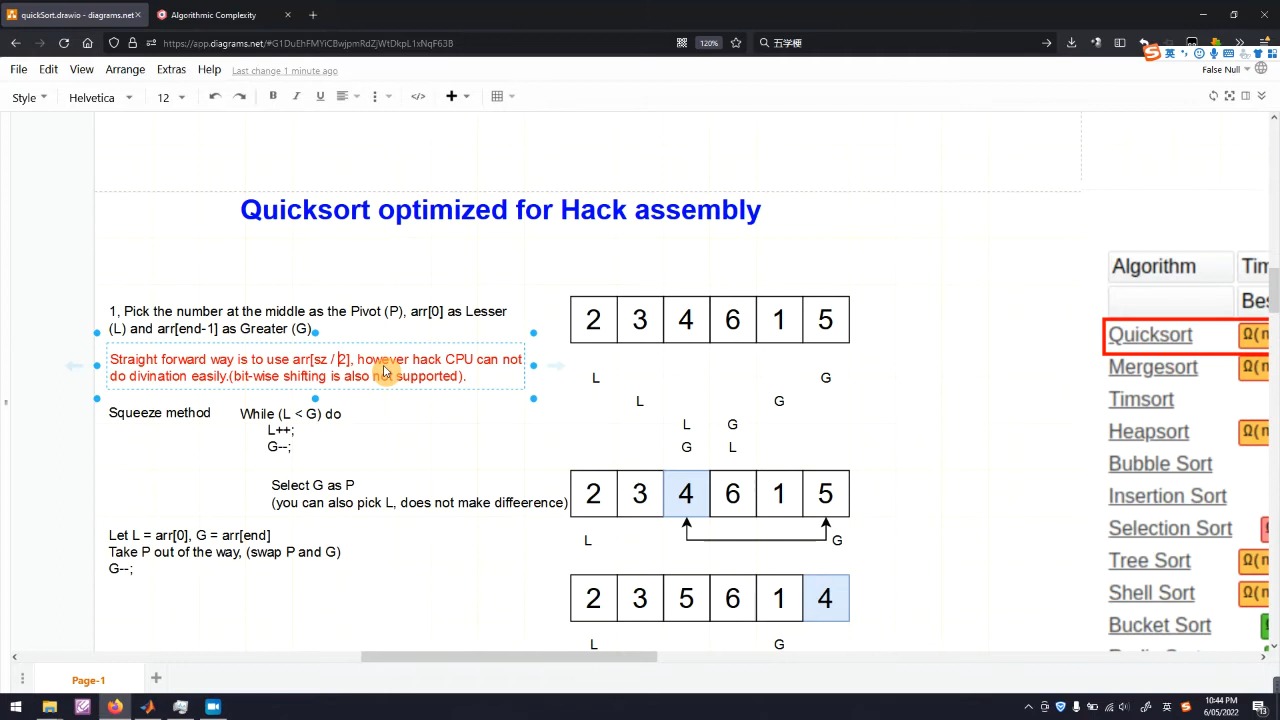 quickSort.drawio - diagrams.net
Algorithmic Complexity
https://app.diagrams.net/#G1DuEhFMYiCBwjpmRdZjWtDkpL1xNqF63B
120%
五学梗
英
File Edit View Arrange Extras Help Last change 1 minute ago
False Null
Style Helvetica 12
Quicksort optimized for Hack assembly
Algorithm Tim
Bes
1, Pick the number at the middle as the Pivot (P), arr[0] as Lesser
(L) and arr[end-1] as Greater (G)
Straight forward way is to use arr[sz / 2], however hack CPU can not
do divination easily.(bit-wise shifting is also not supported).
Squeeze method
While (L < G) do
L++;
G--;
Select G as P
(you can also pick L, does not make differeence)
Let L = arr[0], G = arr[end]
Take P out of the way, (swap P and G)
G--;
2 3 4 6 1 5
L G
L G
L G
G L
2 3 4 6 1 5
L G
2 3 5 6 1 4
L G
Quicksort Ω(n
Mergesort Ω(n
Timsort
Heapsort Ω(n
Bubble Sort
Insertion Sort
Selection Sort Ω
Tree Sort Ω(n
Shell Sort Ω(n
Bucket Sort Ω
Page-1
英
10:44 PM
6/05/2022
13